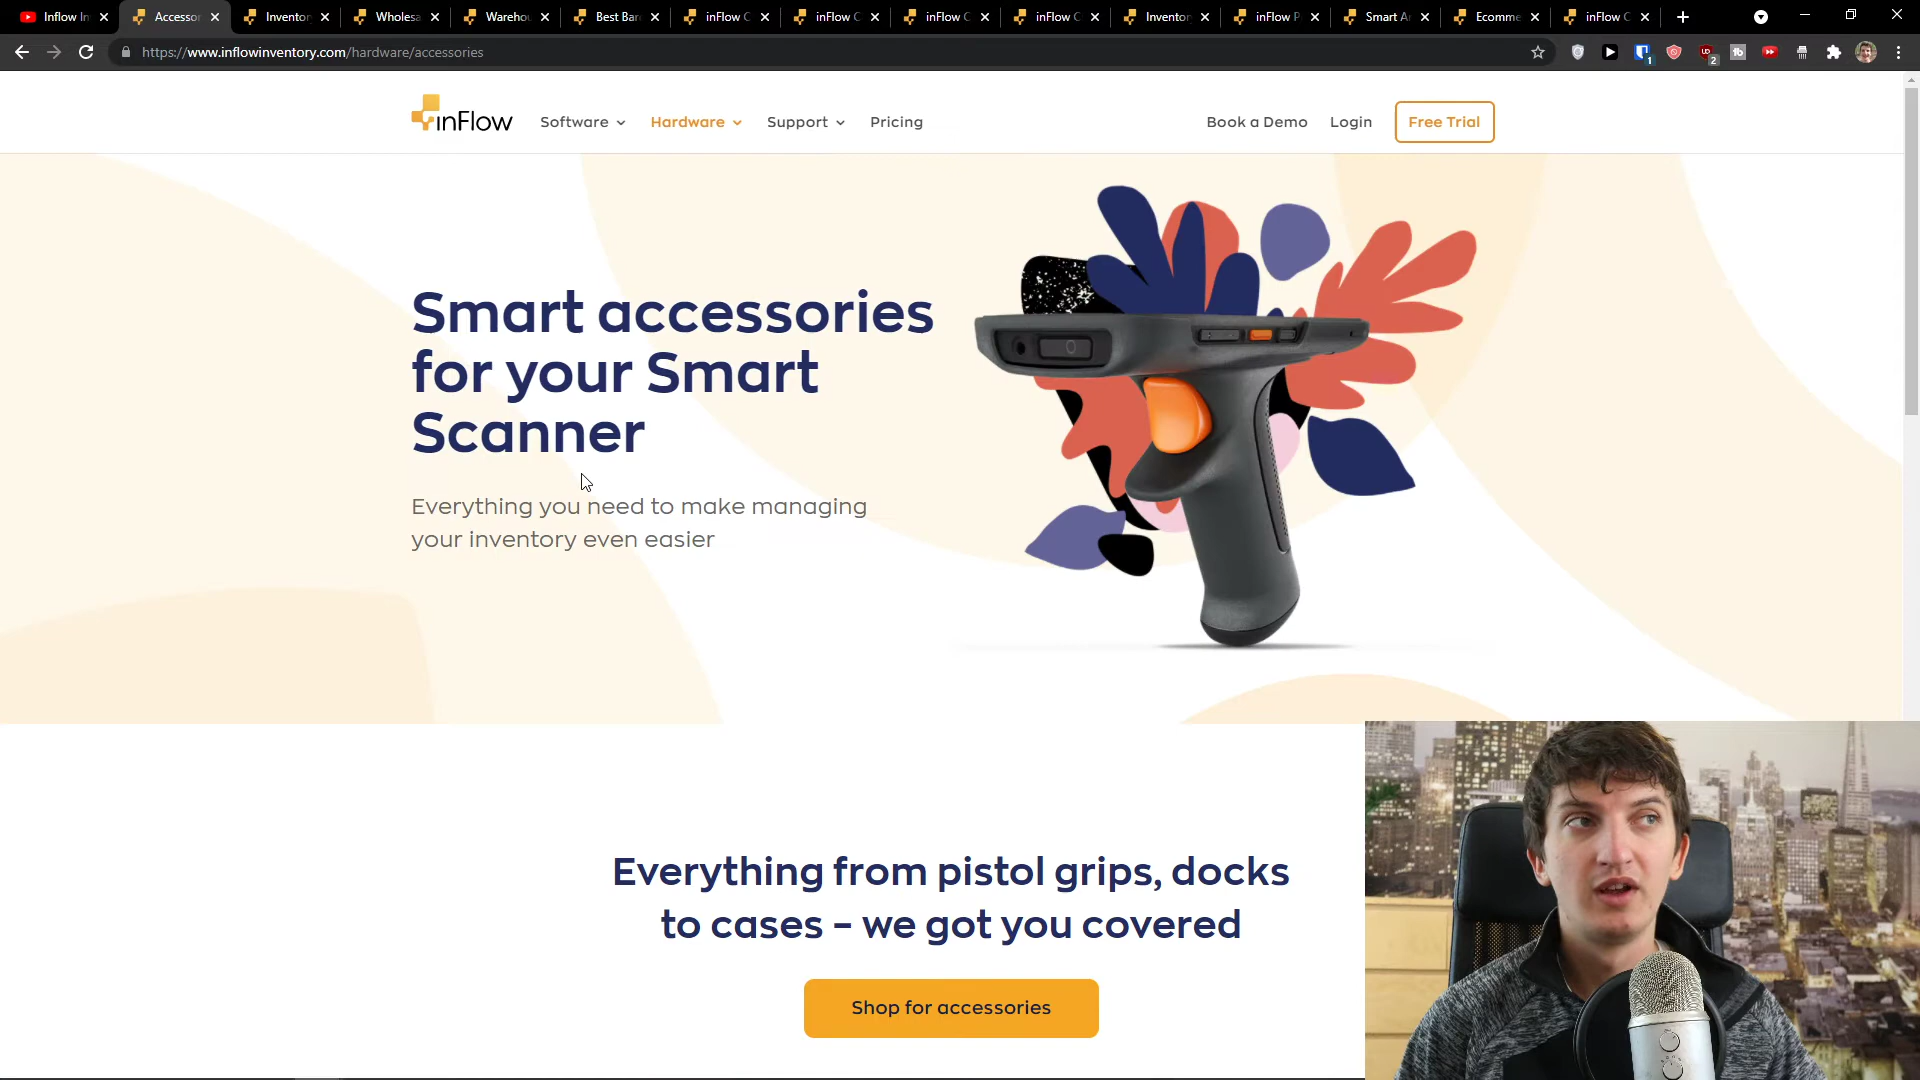 Inflow In
Accessor
Inventor
Wholesa
Warehou
Best Bar
inFlow C
inFlow C
inFlow C
inFlow C
Inventor
inFlow P
Smart A
Ecomme
inFlow C
https://www.inflowinventory.com/hardware/accessories
inFlow
Software
Hardware
Support
Pricing
Book a Demo
Login
Free Trial
Smart accessories
for your Smart
Scanner
Everything you need to make managing
your inventory even easier
Everything from pistol grips, docks
to cases – we got you covered
Shop for accessories